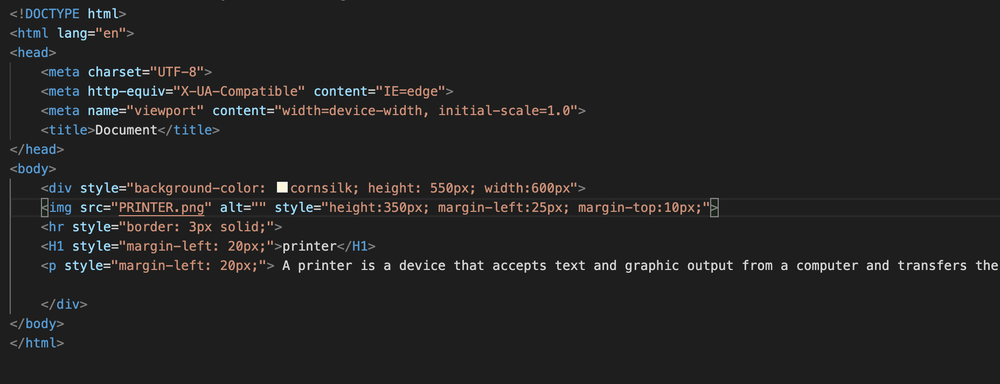 <!DOCTYPE html>
<html lang="en">
<head>
    <meta charset="UTF-8">
    <meta http-equiv="X-UA-Compatible" content="IE=edge">
    <meta name="viewport" content="width=device-width, initial-scale=1.0">
    <title>Document</title>
</head>
<body>
    <div style="background-color: cornsilk; height: 550px; width:600px">
    <img src="PRINTER.png" alt="" style="height:350px; margin-left:25px; margin-top:10px;">
    <hr style="border: 3px solid;">
    <H1 style="margin-left: 20px;">printer</H1>
    <p style="margin-left: 20px;"> A printer is a device that accepts text and graphic output from a computer and transfers the
    </div>
</body>
</html>